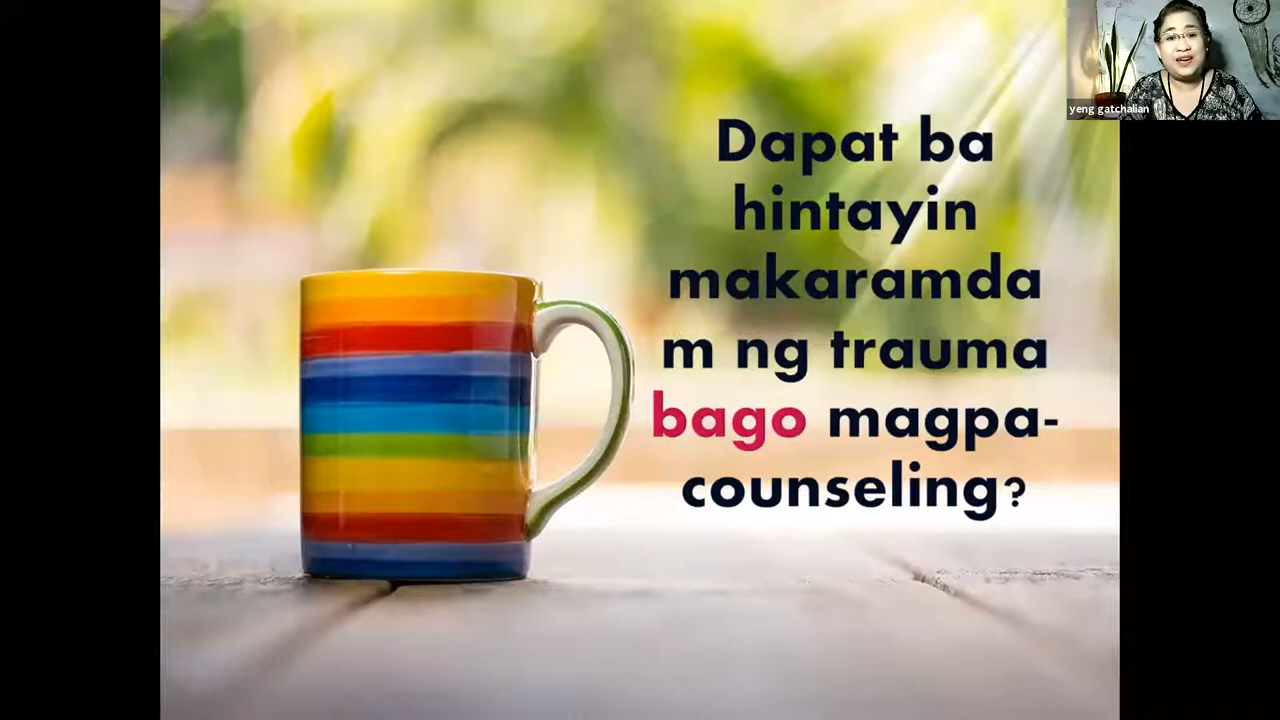 yeng gatchalian
Dapat ba
hintayin
makaramda
m ng trauma
bago magpa-
counseling?